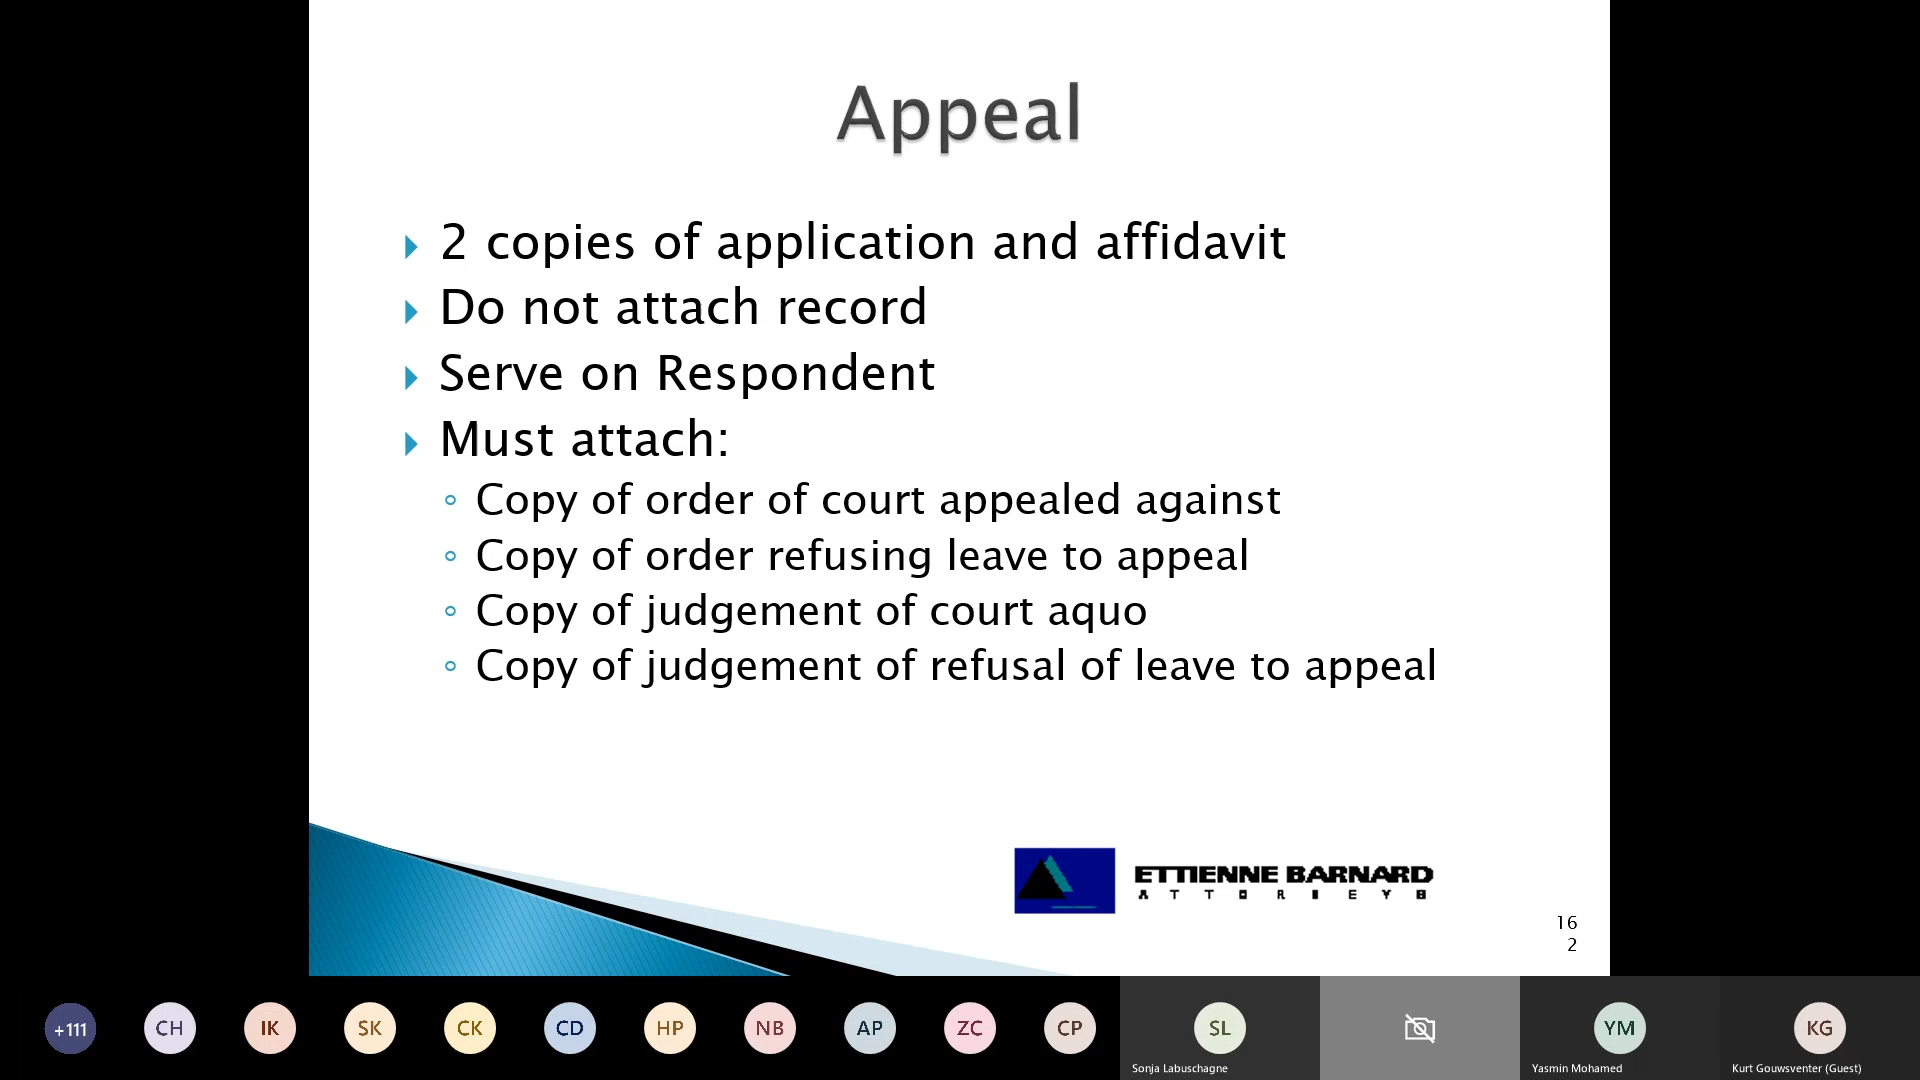 Appeal
2 copies of application and affidavit
Do not attach record
Serve on Respondent
Must attach:
Copy of order of court appealed against
Copy of order refusing leave to appeal
Copy of judgement of court aquo
Copy of judgement of refusal of leave to appeal
ETTIENNE BARNARD
ATTORNEYS
16
2
+111
CH
IK
SK
CK
CD
HP
NB
AP
ZC
CP
SL
YM
KG
Sonja Labuschagne
Yasmin Mohamed
Kurt Gouwsventer (Guest)